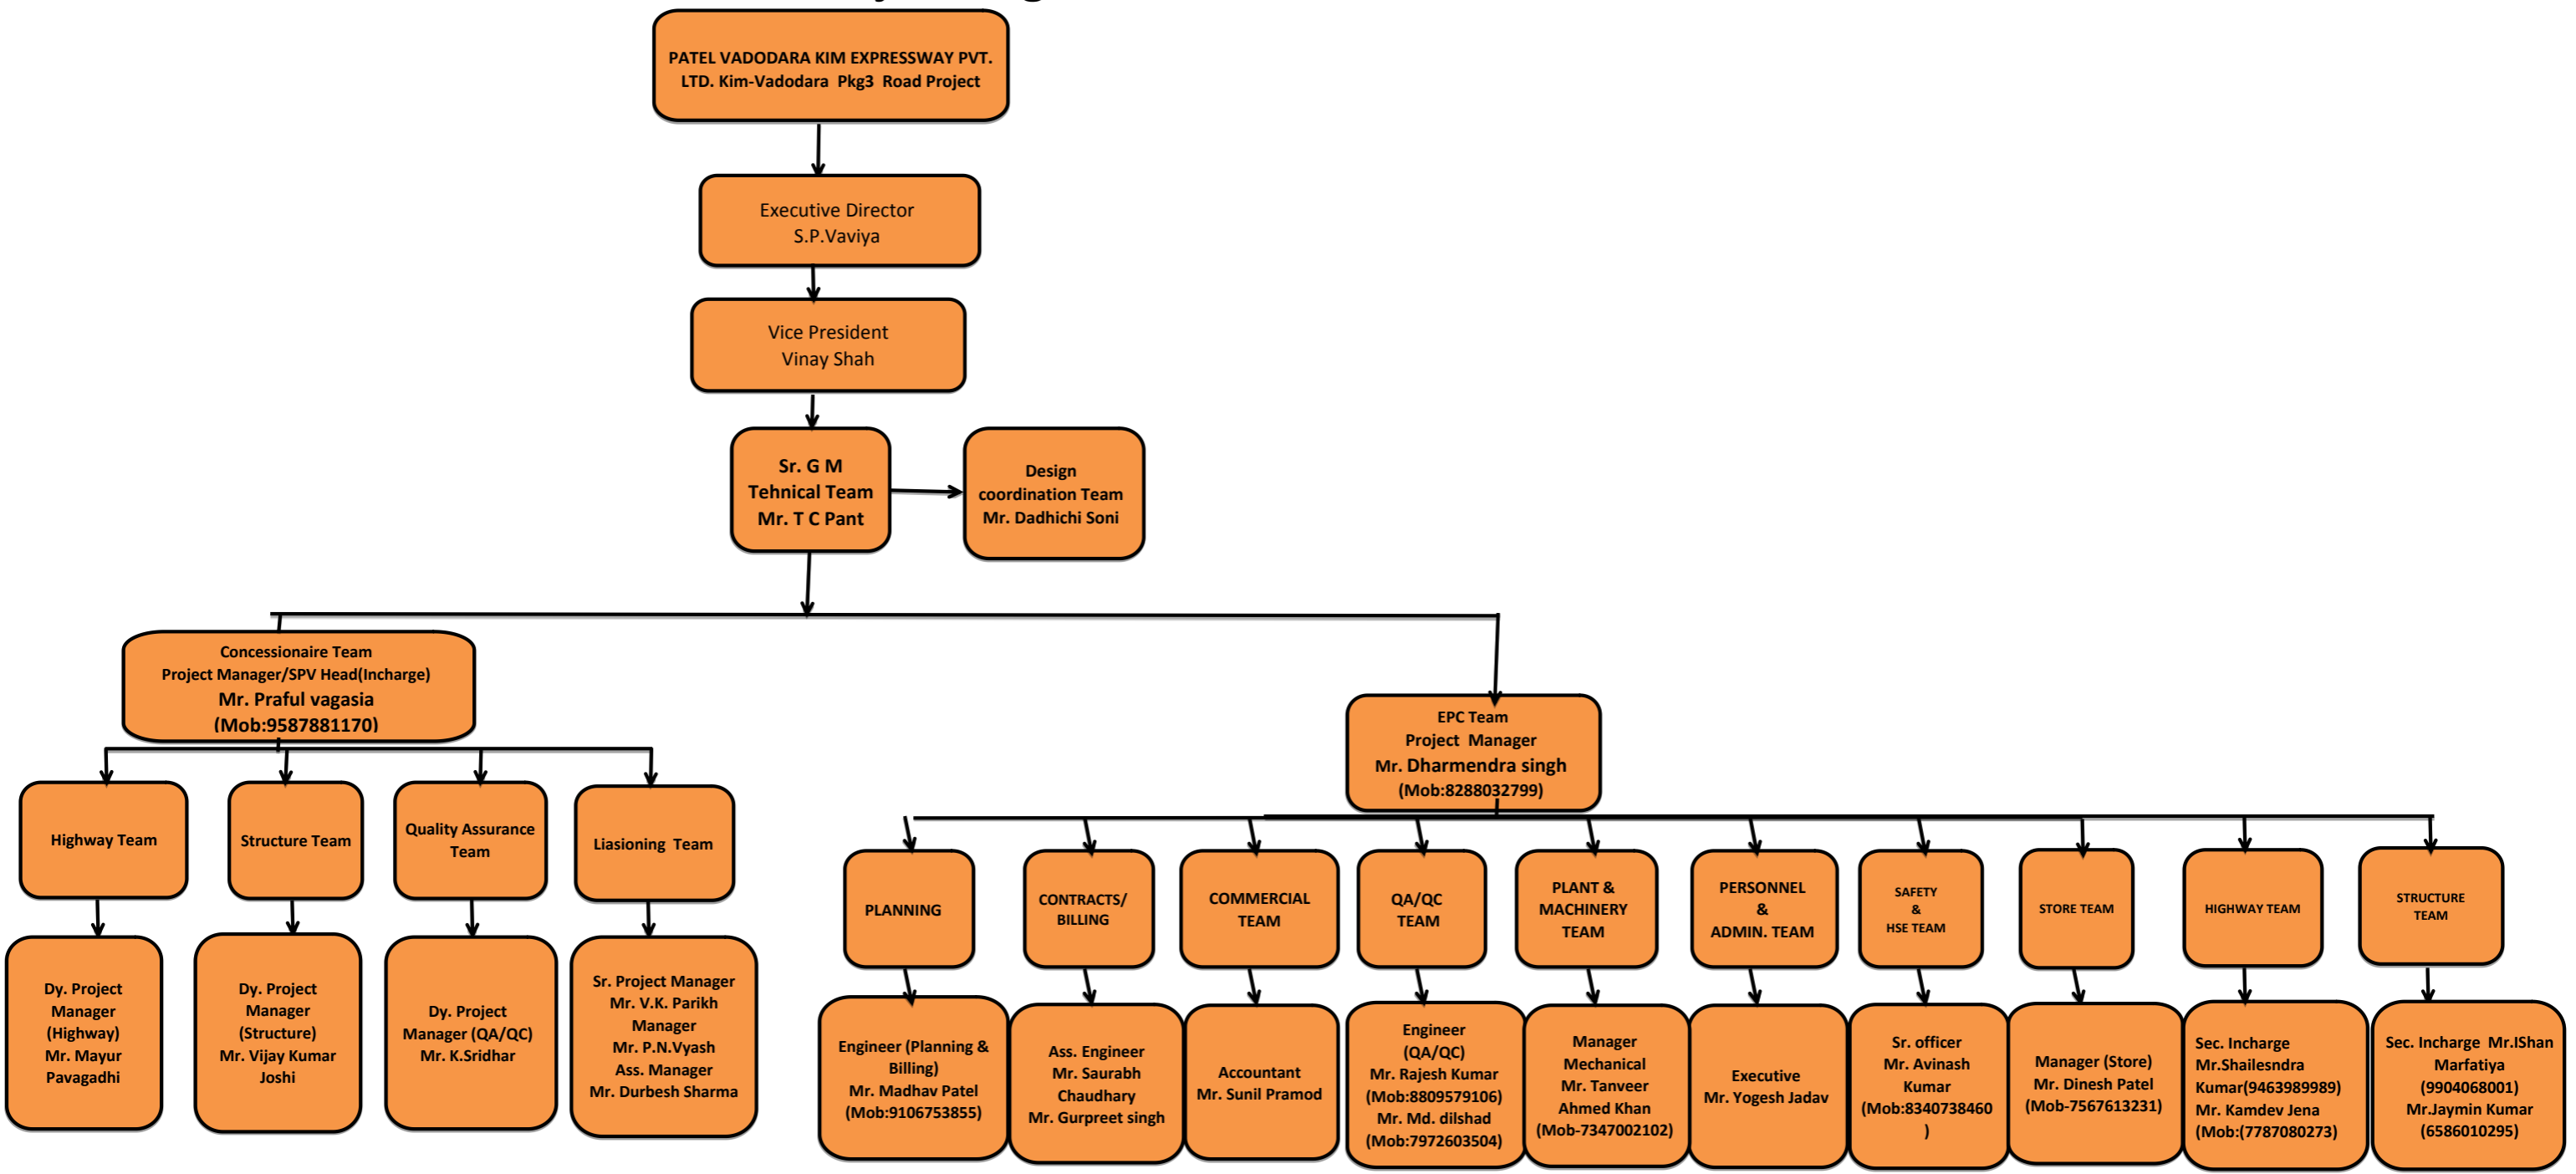 PATEL VADODARA KIM EXPRESSWAY PVT.
LTD. Kim-Vadodara Pkg3 Road Project
Executive Director
S.P.Vaviya
Vice President
Vinay Shah
Sr. G M
Tehnical Team
Mr. T C Pant
Design
coordination Team
Mr. Dadhichi Soni
Concessionaire Team
Project Manager/SPV Head(Incharge)
Mr. Praful vagasia
(Mob:9587881170)
EPC Team
Project Manager
Mr. Dharmendra singh
(Mob:8288032799)
Highway Team
Structure Team
Quality Assurance
Team
Liasioning Team
Dy. Project
Manager
(Highway)
Mr. Mayur
Pavagadhi
Dy. Project
Manager
(Structure)
Mr. Vijay Kumar
Joshi
Dy. Project
Manager (QA/QC)
Mr. K.Sridhar
Sr. Project Manager
Mr. V.K. Parikh
Manager
Mr. P.N.Vyash
Ass. Manager
Mr. Durbesh Sharma
PLANNING
CONTRACTS/
BILLING
COMMERCIAL
TEAM
QA/QC
TEAM
PLANT &
MACHINERY
TEAM
PERSONNEL
&
ADMIN. TEAM
SAFETY
&
HSE TEAM
STORE TEAM
HIGHWAY TEAM
STRUCTURE
TEAM
Engineer (Planning &
Billing)
Mr. Madhav Patel
(Mob:9106753855)
Ass. Engineer
Mr. Saurabh
Chaudhary
Mr. Gurpreet singh
Accountant
Mr. Sunil Pramod
Engineer
(QA/QC)
Mr. Rajesh Kumar
(Mob:8809579106)
Mr. Md. dilshad
(Mob:7972603504)
Manager
Mechanical
Mr. Tanveer
Ahmed Khan
(Mob-7347002102)
Executive
Mr. Yogesh Jadav
Sr. officer
Mr. Avinash
Kumar
(Mob:8340738460
)
Manager (Store)
Mr. Dinesh Patel
(Mob-7567613231)
Sec. Incharge
Mr.Shailesndra
Kumar(9463989989)
Mr. Kamdev Jena
(Mob:(7787080273)
Sec. Incharge Mr.IShan
Marfatiya
(9904068001)
Mr.Jaymin Kumar
(6586010295)